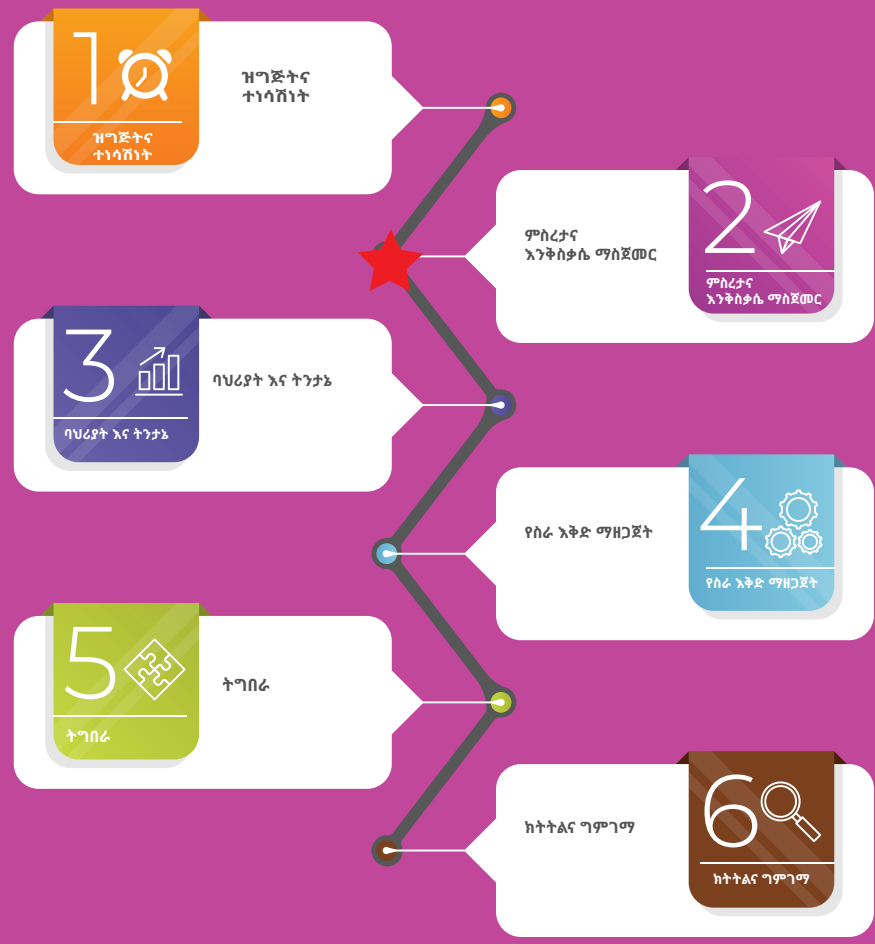 1
ዝግጅትና
ተነሳሽነት
ዝግጅትና
ተነሳሽነት
2
ምስረታና
እንቅስቃሴ ማስጀመር
ምስረታና
እንቅስቃሴ ማስጀመር
3
ባህሪያት እና ትንታኔ
ባህሪያት እና ትንታኔ
4
የስራ እቅድ ማዘጋጀት
የስራ እቅድ ማዘጋጀት
5
ትግበራ
ትግበራ
6
ክትትልና ግምገማ
ክትትልና ግምገማ